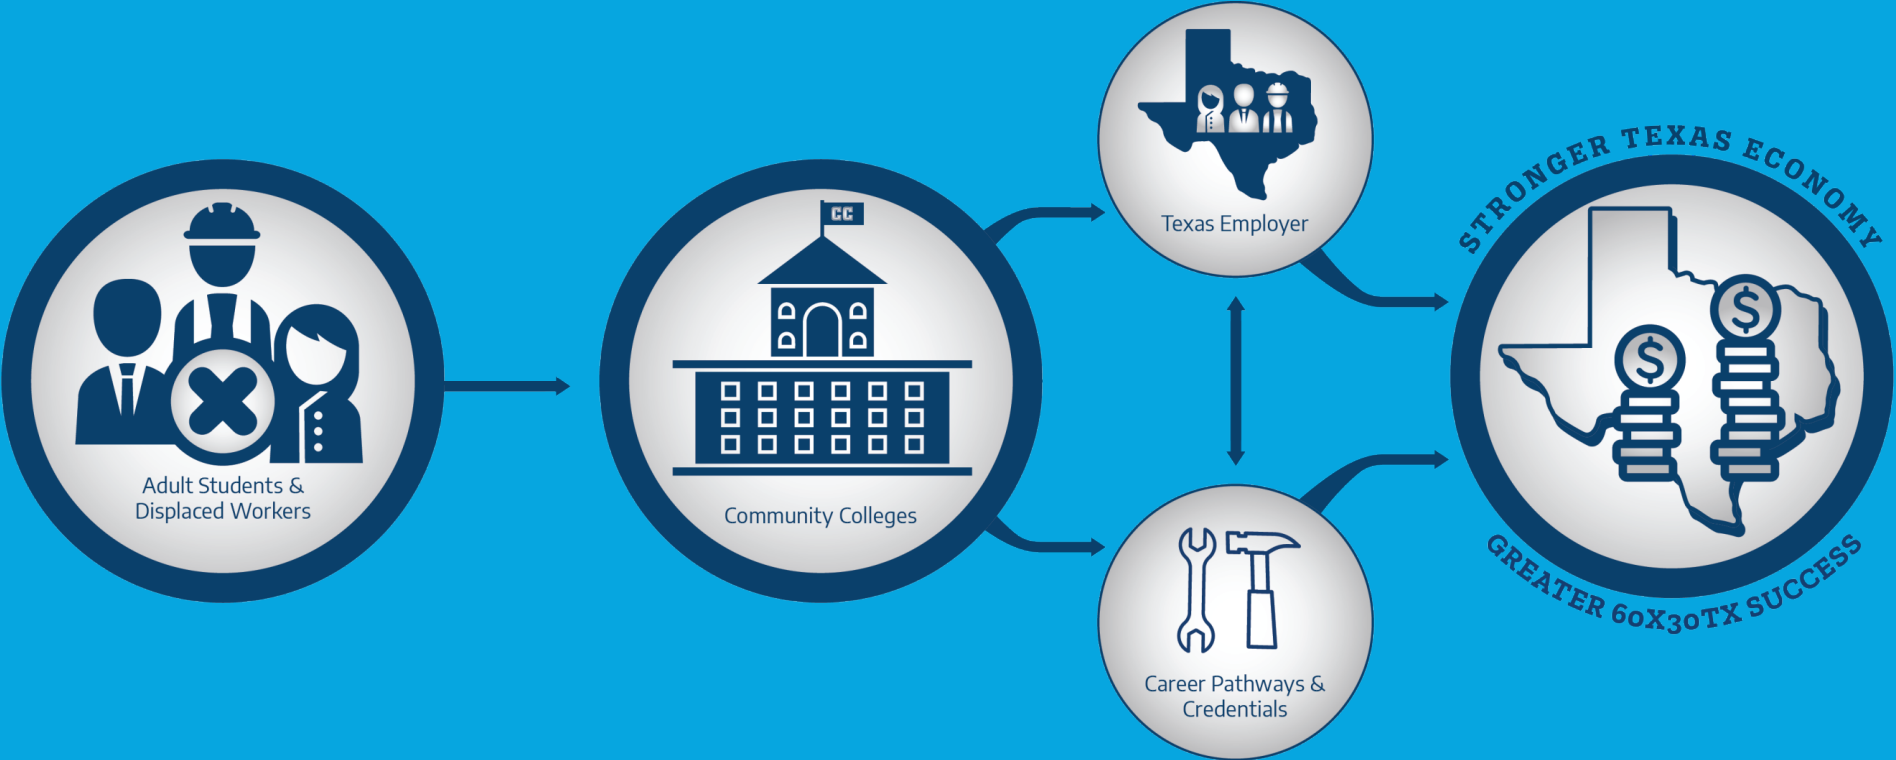 Adult Students &
Displaced Workers
CC
Community Colleges
Texas Employer
Career Pathways &
Credentials
STRONGER TEXAS ECONOMY
$
$
GREATER 60X30TX SUCCESS